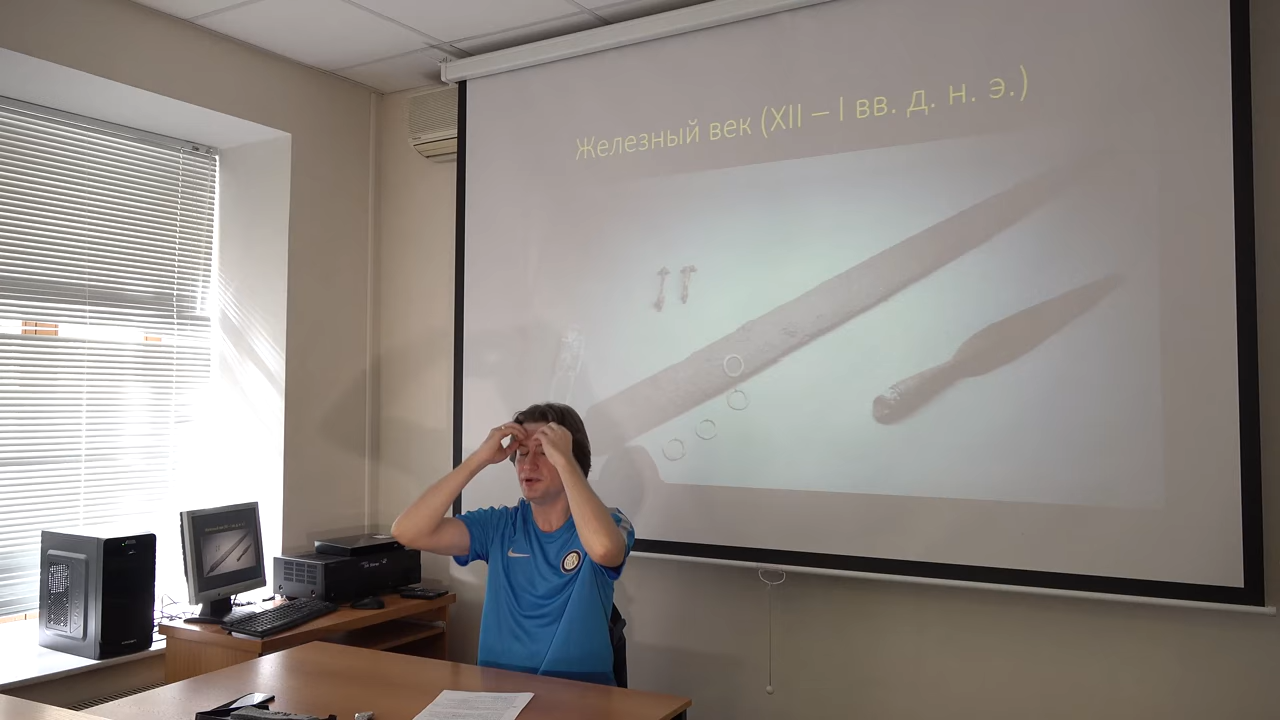 Железный век (XII – I вв. д. н. э.)